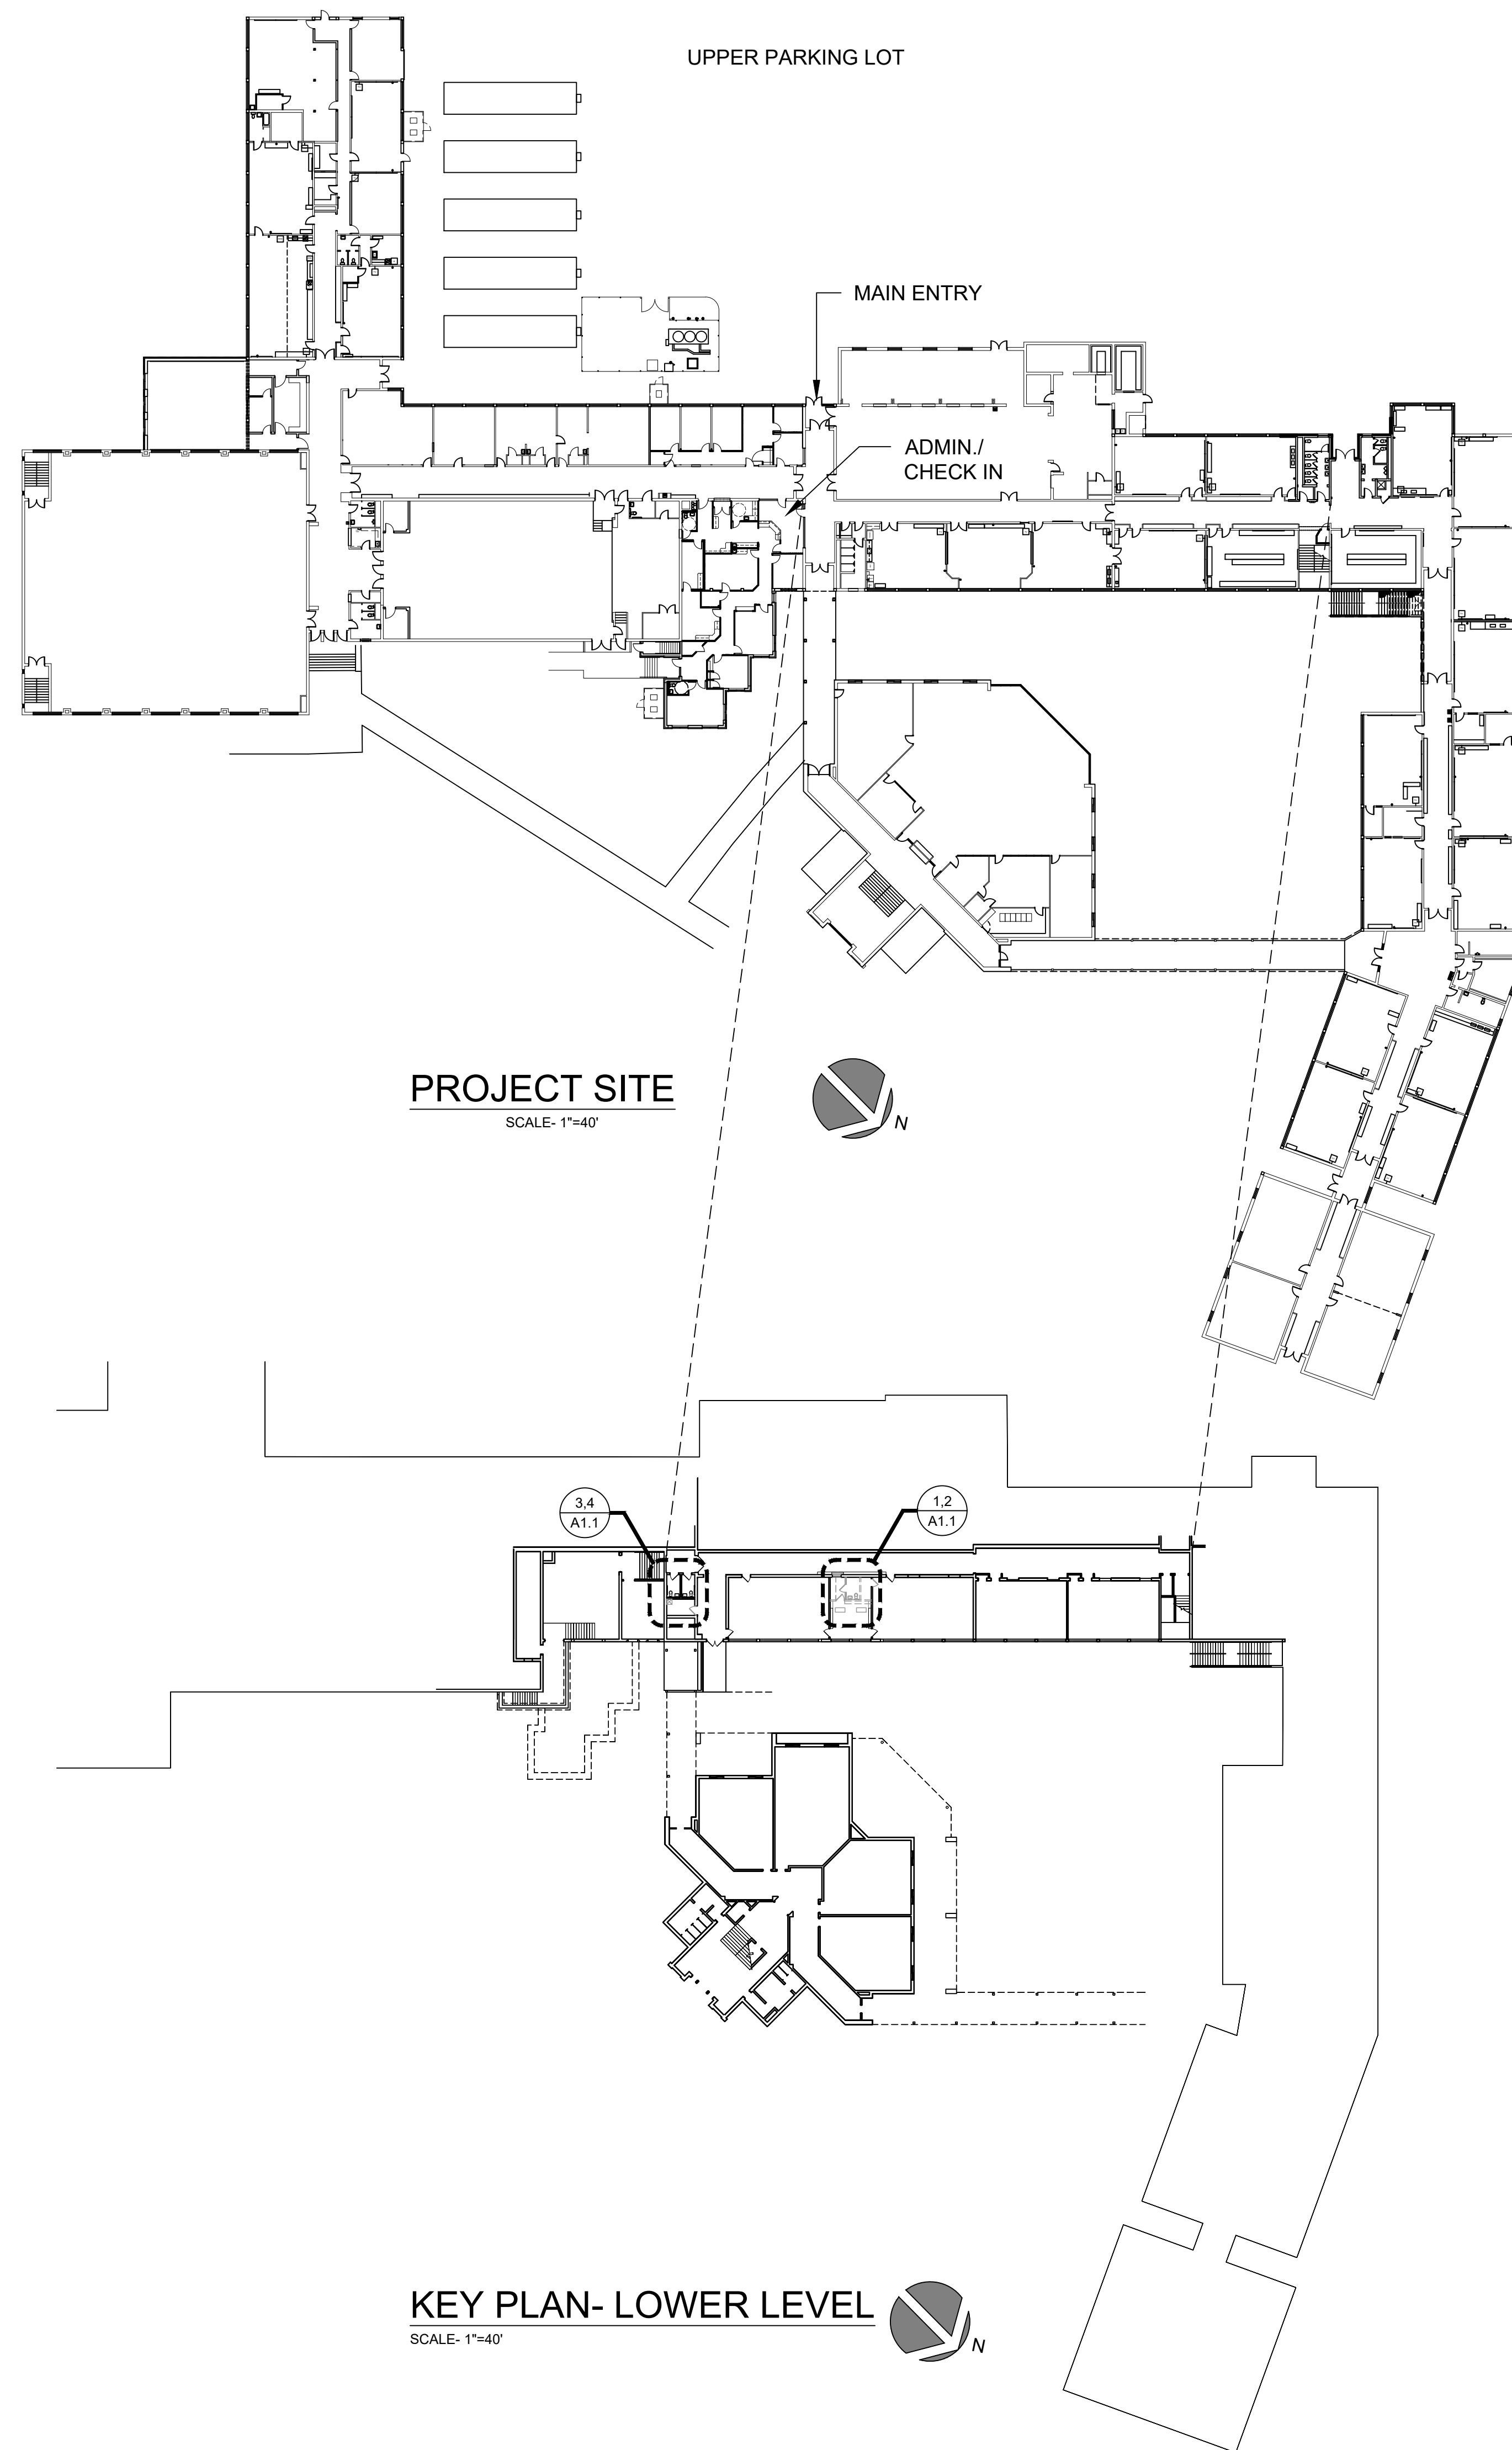 UPPER PARKING LOT
MAIN ENTRY
ADMIN./
CHECK IN
PROJECT SITE
SCALE- 1"=40'
N
3,4
A1.1
1,2
A1.1
KEY PLAN- LOWER LEVEL
SCALE- 1"=40'
N